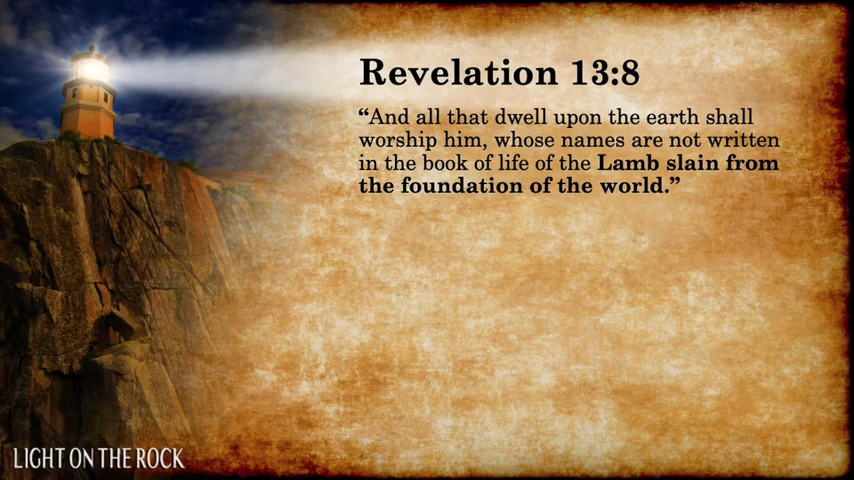 Revelation 13:8
“And all that dwell upon the earth shall
worship him, whose names are not written
in the book of life of the Lamb slain from
the foundation of the world.”
LIGHT ON THE ROCK